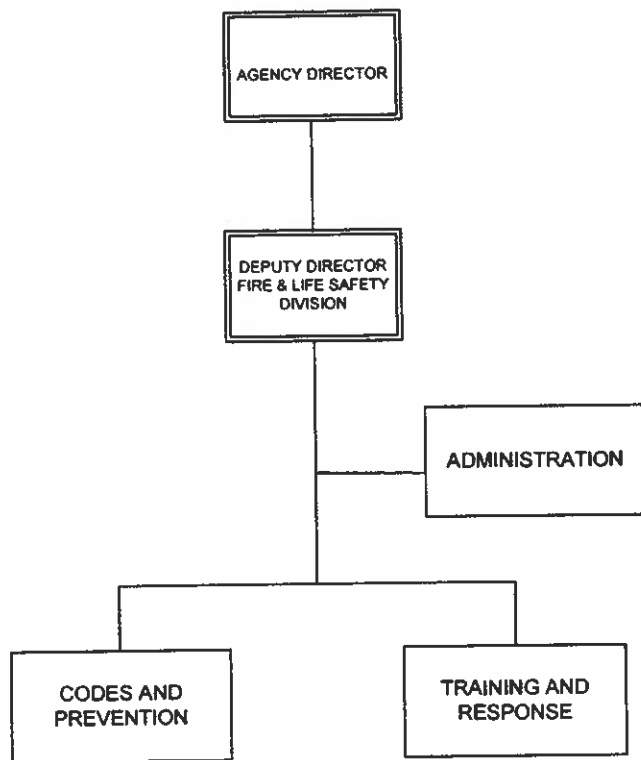 AGENCY DIRECTOR
DEPUTY DIRECTOR
FIRE & LIFE SAFETY
DIVISION
ADMINISTRATION
CODES AND
PREVENTION
TRAINING AND
RESPONSE